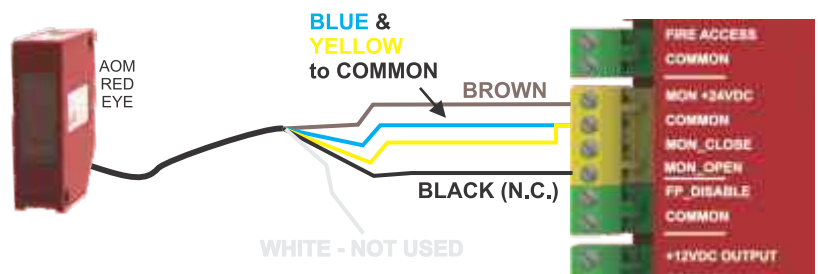 BLUE &
YELLOW
to COMMON
AOM
RED
EYE
BROWN
BLACK (N.C.)
WHITE - NOT USED
FIRE ACCESS
COMMON
MON +24VDC
COMMON
MON_CLOSE
MON_OPEN
FP_DISABLE
COMMON
+12VDC OUTPUT